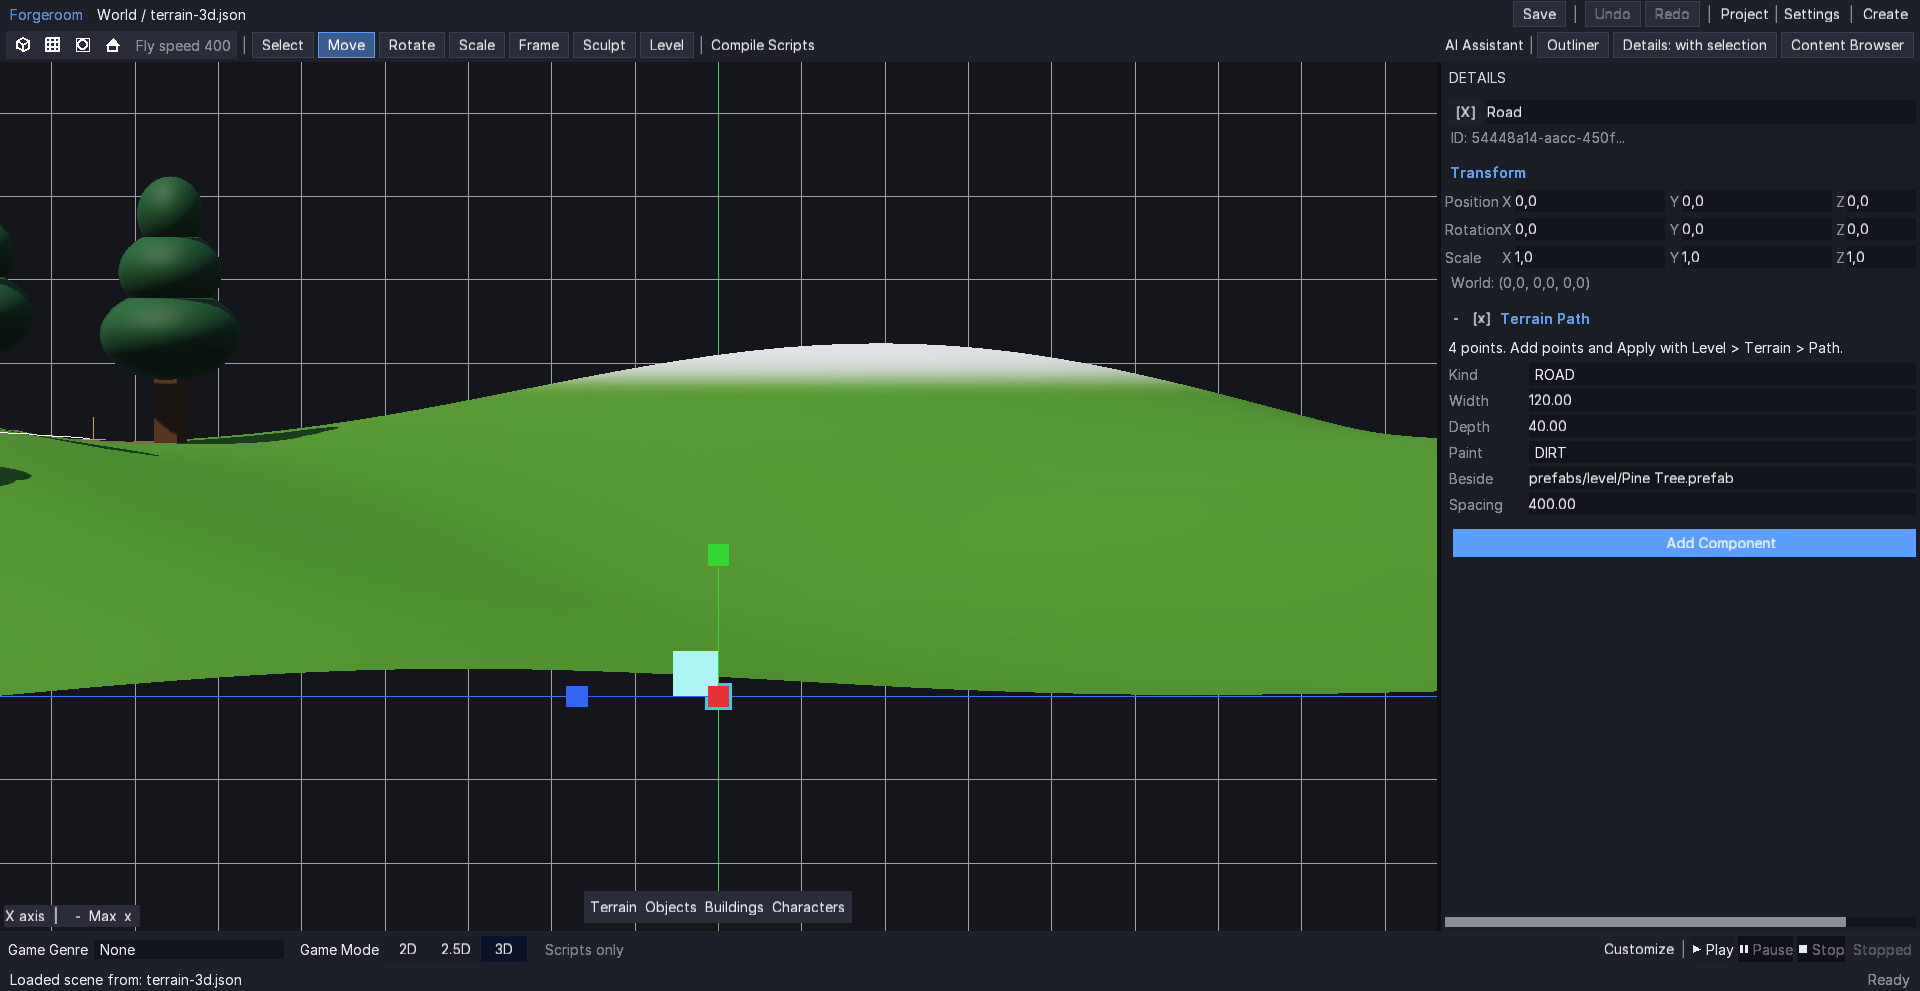 Forgeroom World / terrain-3d.json Save | Undo Redo | Project | Settings | Create
Fly speed 400 | Select Move Rotate Scale Frame Sculpt Level | Compile Scripts AI Assistant | Outliner Details: with selection Content Browser
DETAILS
[X] Road
ID: 54448a14-aacc-450f...
Transform
Position X 0,0 Y 0,0 Z 0,0
Rotation X 0,0 Y 0,0 Z 0,0
Scale X 1,0 Y 1,0 Z 1,0
World: (0,0, 0,0, 0,0)
- [x] Terrain Path
4 points. Add points and Apply with Level > Terrain > Path.
Kind ROAD
Width 120.00
Depth 40.00
Paint DIRT
Beside prefabs/level/Pine Tree.prefab
Spacing 400.00
Add Component
Terrain Objects Buildings Characters
X axis | - Max x
Game Genre None Game Mode 2D 2.5D 3D Scripts only Customize | Play Pause Stop Stopped
Loaded scene from: terrain-3d.json Ready